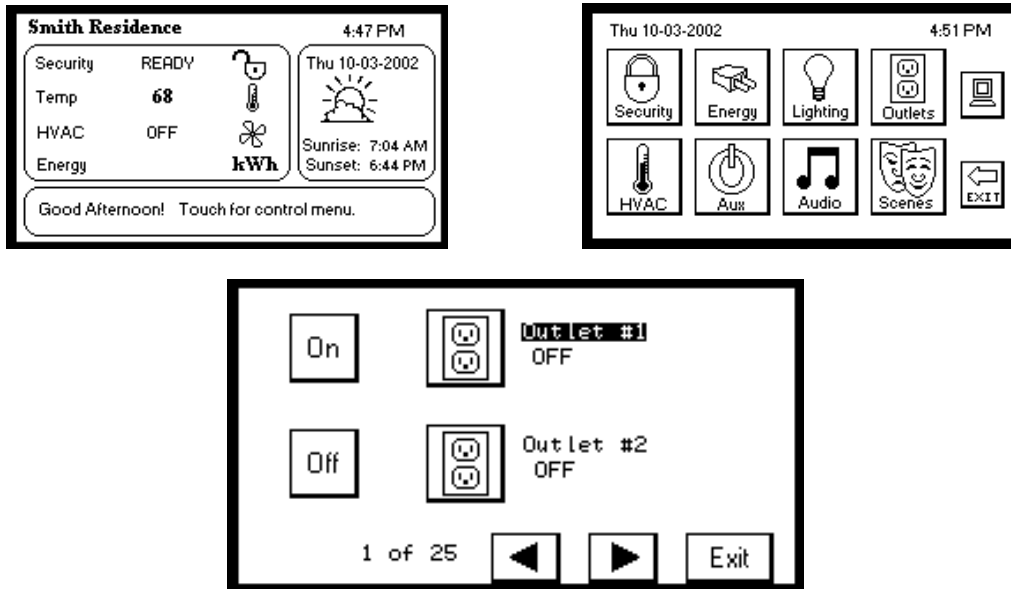 Smith Residence 4:47 PM
Security READY
Temp 68
HVAC OFF
Energy kWh
Thu 10-03-2002
Sunrise: 7:04 AM
Sunset: 6:44 PM
Good Afternoon! Touch for control menu.
Thu 10-03-2002 4:51 PM
Security Energy Lighting Outlets
HVAC Aux Audio Scenes EXIT
On Outlet #1
OFF
Off Outlet #2
OFF
1 of 25 Exit